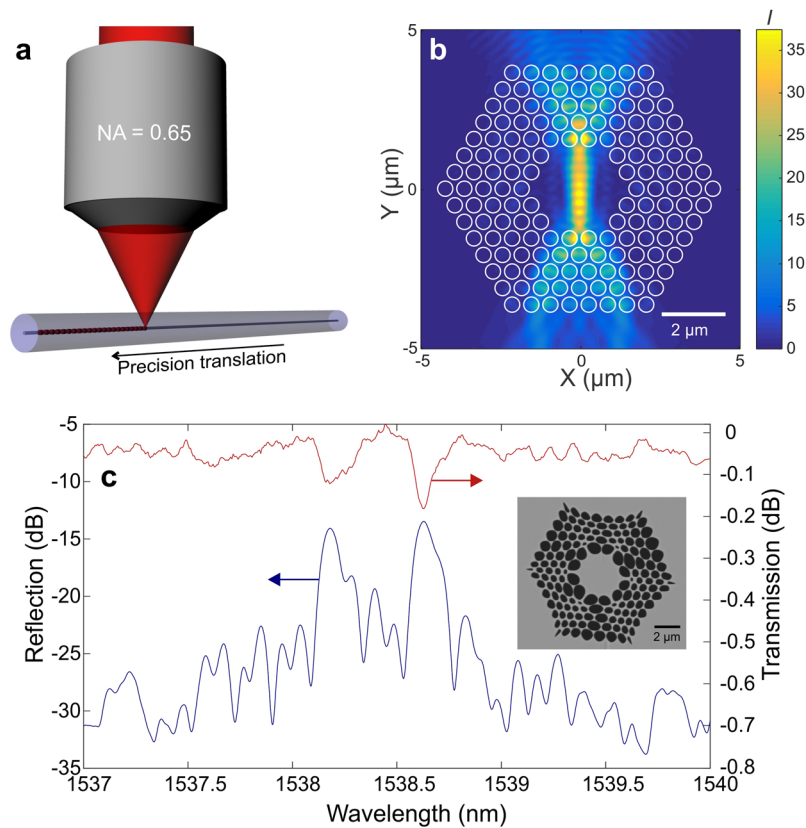 a
NA = 0.65
Precision translation
b
I
5
0
-5
Y (μm)
-5
0
5
X (μm)
2 μm
35
30
25
20
15
10
5
0
c
-5
-10
-15
-20
-25
-30
-35
Reflection (dB)
0
-0.1
-0.2
-0.3
-0.4
-0.5
-0.6
-0.7
-0.8
Transmission (dB)
2 μm
1537
1537.5
1538
1538.5
1539
1539.5
1540
Wavelength (nm)